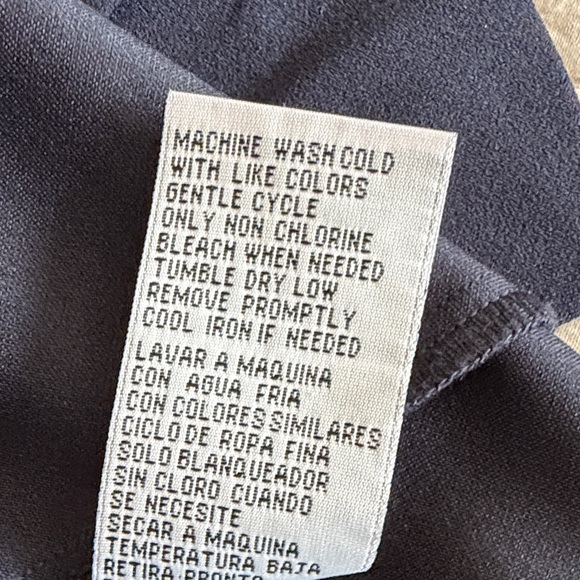 MACHINE WASH COLD
WITH LIKE COLORS
GENTLE CYCLE
ONLY NON CHLORINE
BLEACH WHEN NEEDED
TUMBLE DRY LOW
REMOVE PROMPTLY
COOL IRON IF NEEDED
LAVAR A MAQUINA
CON AGUA FRIA
CON COLORES SIMILARES
CICLO DE ROPA FINA
SOLO BLANQUEADOR
SIN CLORO CUANDO
SE NECESITE
SECAR A MAQUINA
TEMPERATURA BAJA
RETIRA PRONTO